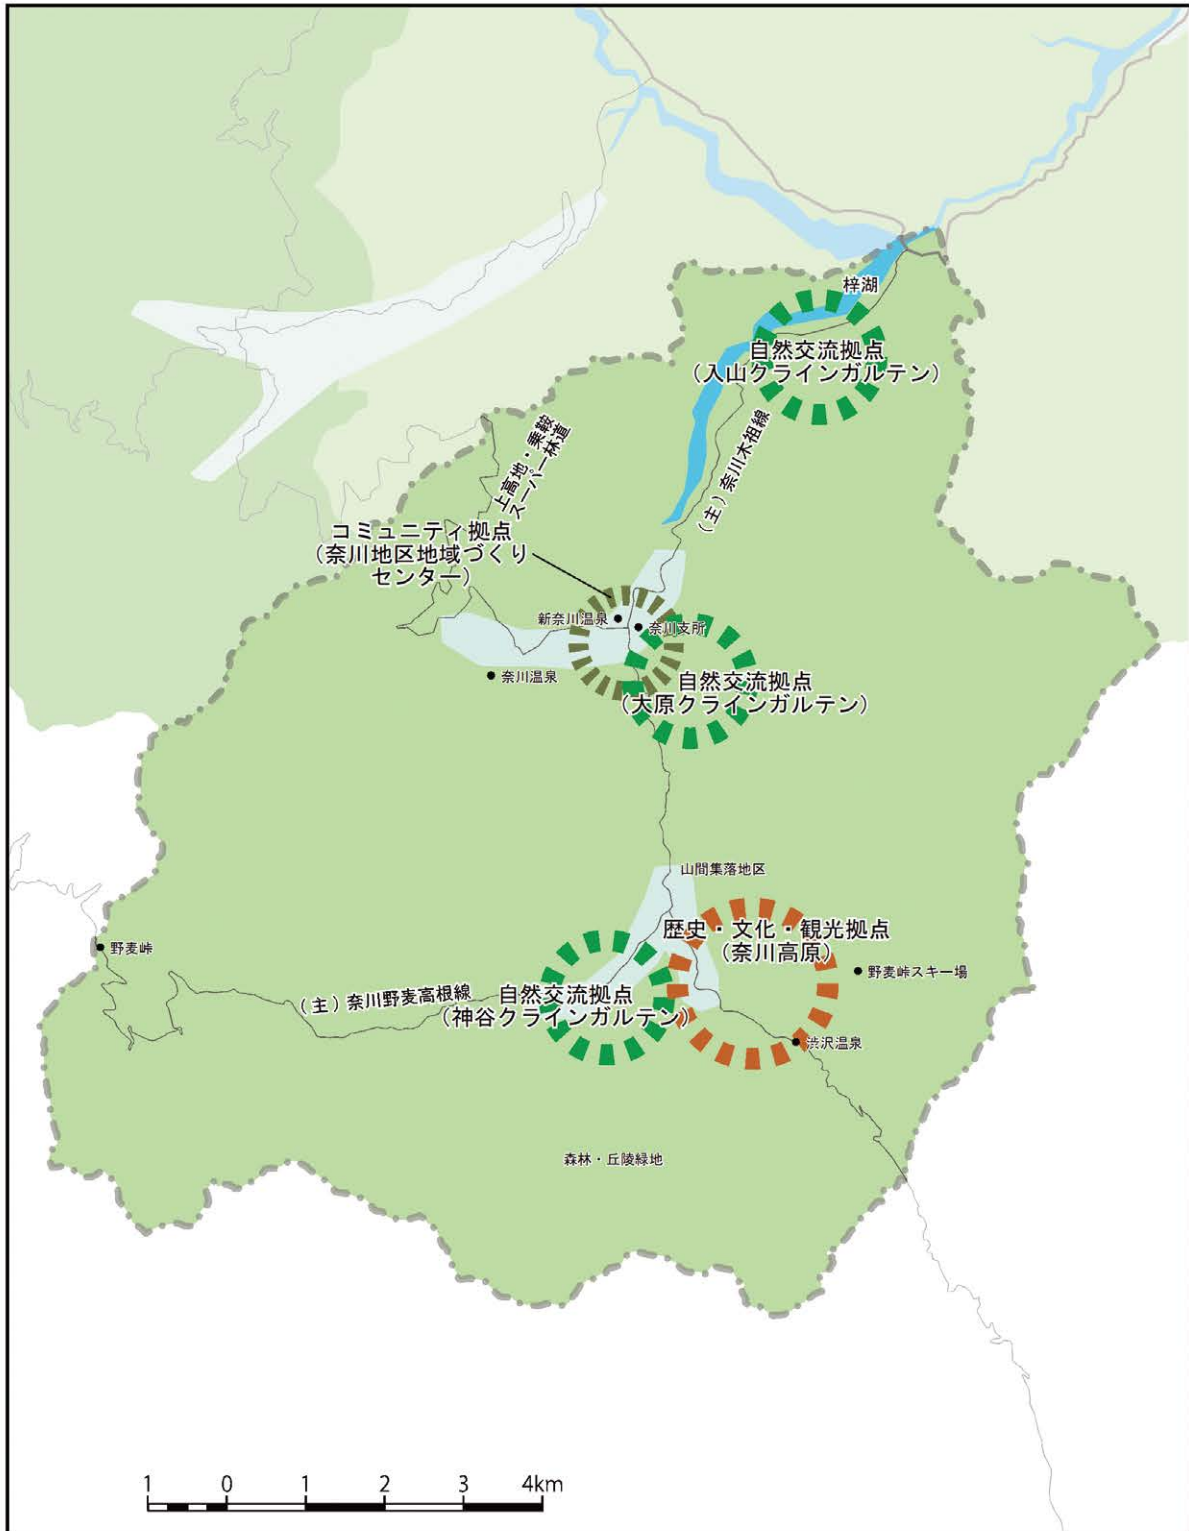 梓湖
自然交流拠点
（入山クラインガルテン）
上高地・乗鞍
スーパー林道
（主）奈川木祖線
コミュニティ拠点
（奈川地区地域づくり
センター）
新奈川温泉
奈川支所
奈川温泉
自然交流拠点
（大原クラインガルテン）
山間集落地区
歴史・文化・観光拠点
（奈川高原）
野麦峠
野麦峠スキー場
（主）奈川野麦高根線
自然交流拠点
（神谷クラインガルテン）
渋沢温泉
森林・丘陵緑地
1 0 1 2 3 4km